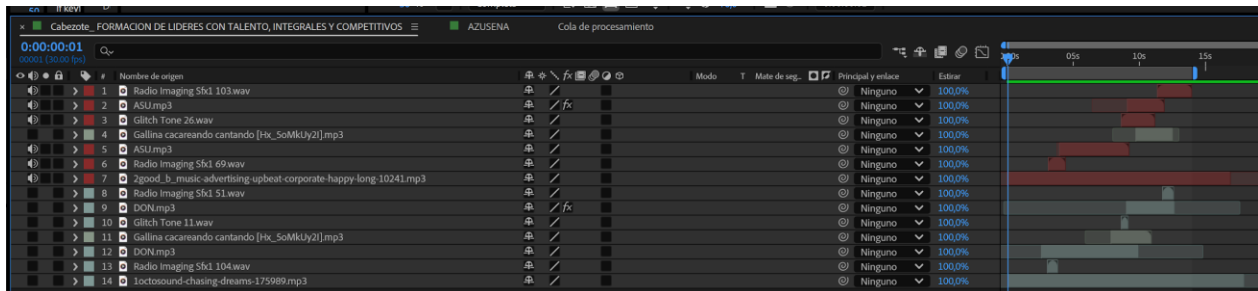 Cabezote_ FORMACION DE LIDERES CON TALENTO, INTEGRALES Y COMPETITIVOS AZUSENA Cola de procesamiento
0:00:00:01
00001 (30.00 fps)
05s 10s 15s
# Nombre de origen fx Modo T Mate de seg.. Principal y enlace Estirar
1 Radio Imaging Sfx1 103.wav Ninguno 100,0%
2 ASU.mp3 fx Ninguno 100,0%
3 Glitch Tone 26.wav Ninguno 100,0%
4 Gallina cacareando cantando [Hx_5oMkUy2I].mp3 Ninguno 100,0%
5 ASU.mp3 Ninguno 100,0%
6 Radio Imaging Sfx1 69.wav Ninguno 100,0%
7 2good_b_music-advertising-upbeat-corporate-happy-long-10241.mp3 Ninguno 100,0%
8 Radio Imaging Sfx1 51.wav Ninguno 100,0%
9 DON.mp3 fx Ninguno 100,0%
10 Glitch Tone 11.wav Ninguno 100,0%
11 Gallina cacareando cantando [Hx_5oMkUy2I].mp3 Ninguno 100,0%
12 DON.mp3 Ninguno 100,0%
13 Radio Imaging Sfx1 104.wav Ninguno 100,0%
14 1octosound-chasing-dreams-175989.mp3 Ninguno 100,0%